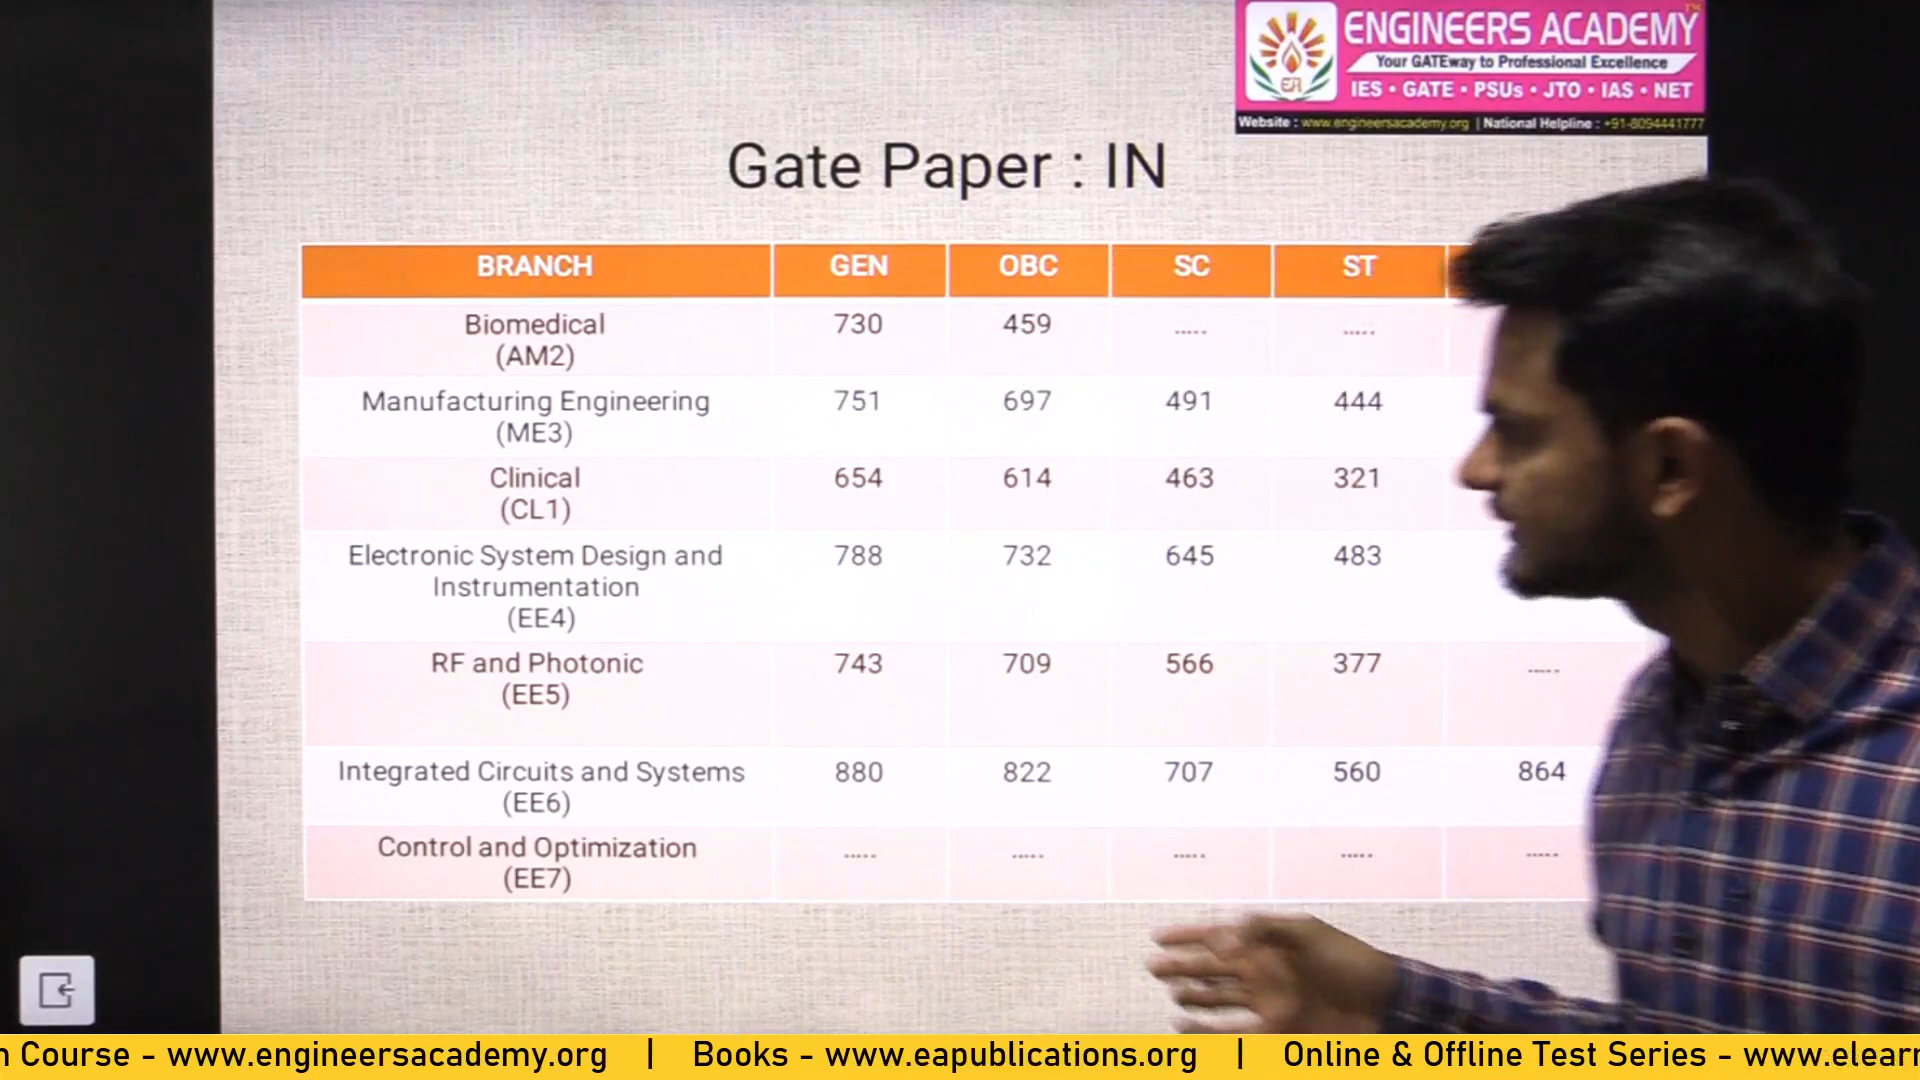 ENGINEERS ACADEMY™
Your GATEway to Professional Excellence
IES • GATE • PSUs • JTO • IAS • NET
Website : www.engineersacademy.org | National Helpline : +91-8094441777
Gate Paper : IN
BRANCH GEN OBC SC ST
Biomedical 730 459 ..... .....
(AM2)
Manufacturing Engineering 751 697 491 444
(ME3)
Clinical 654 614 463 321
(CL1)
Electronic System Design and 788 732 645 483
Instrumentation
(EE4)
RF and Photonic 743 709 566 377 .....
(EE5)
Integrated Circuits and Systems 880 822 707 560 864
(EE6)
Control and Optimization ..... ..... ..... ..... .....
(EE7)
Course - www.engineersacademy.org | Books - www.eapublications.org | Online & Offline Test Series -